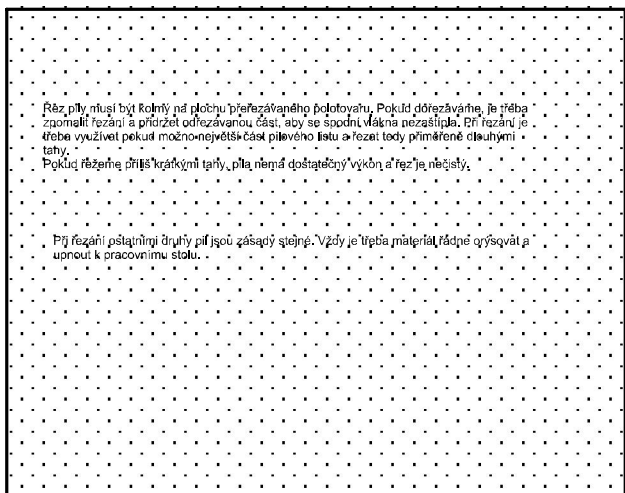 Řez pily musí být kolmý na plochu přeřezávaného polotovaru. Pokud dořezáváme, je třeba
zpomalit řezání a přidržet odřezávanou část, aby se spodní vlákna nezaštípla. Při řezání je
třeba využívat pokud možno největší část pilového listu a řezat tedy přiměřeně dlouhými
tahy.
Pokud řežeme příliš krátkými tahy, pila nemá dostatečný výkon a řez je nečistý.
Při řezání ostatními druhy pil jsou zásady stejné. Vždy je třeba materiál řádně orýsovat a
upnout k pracovnímu stolu.